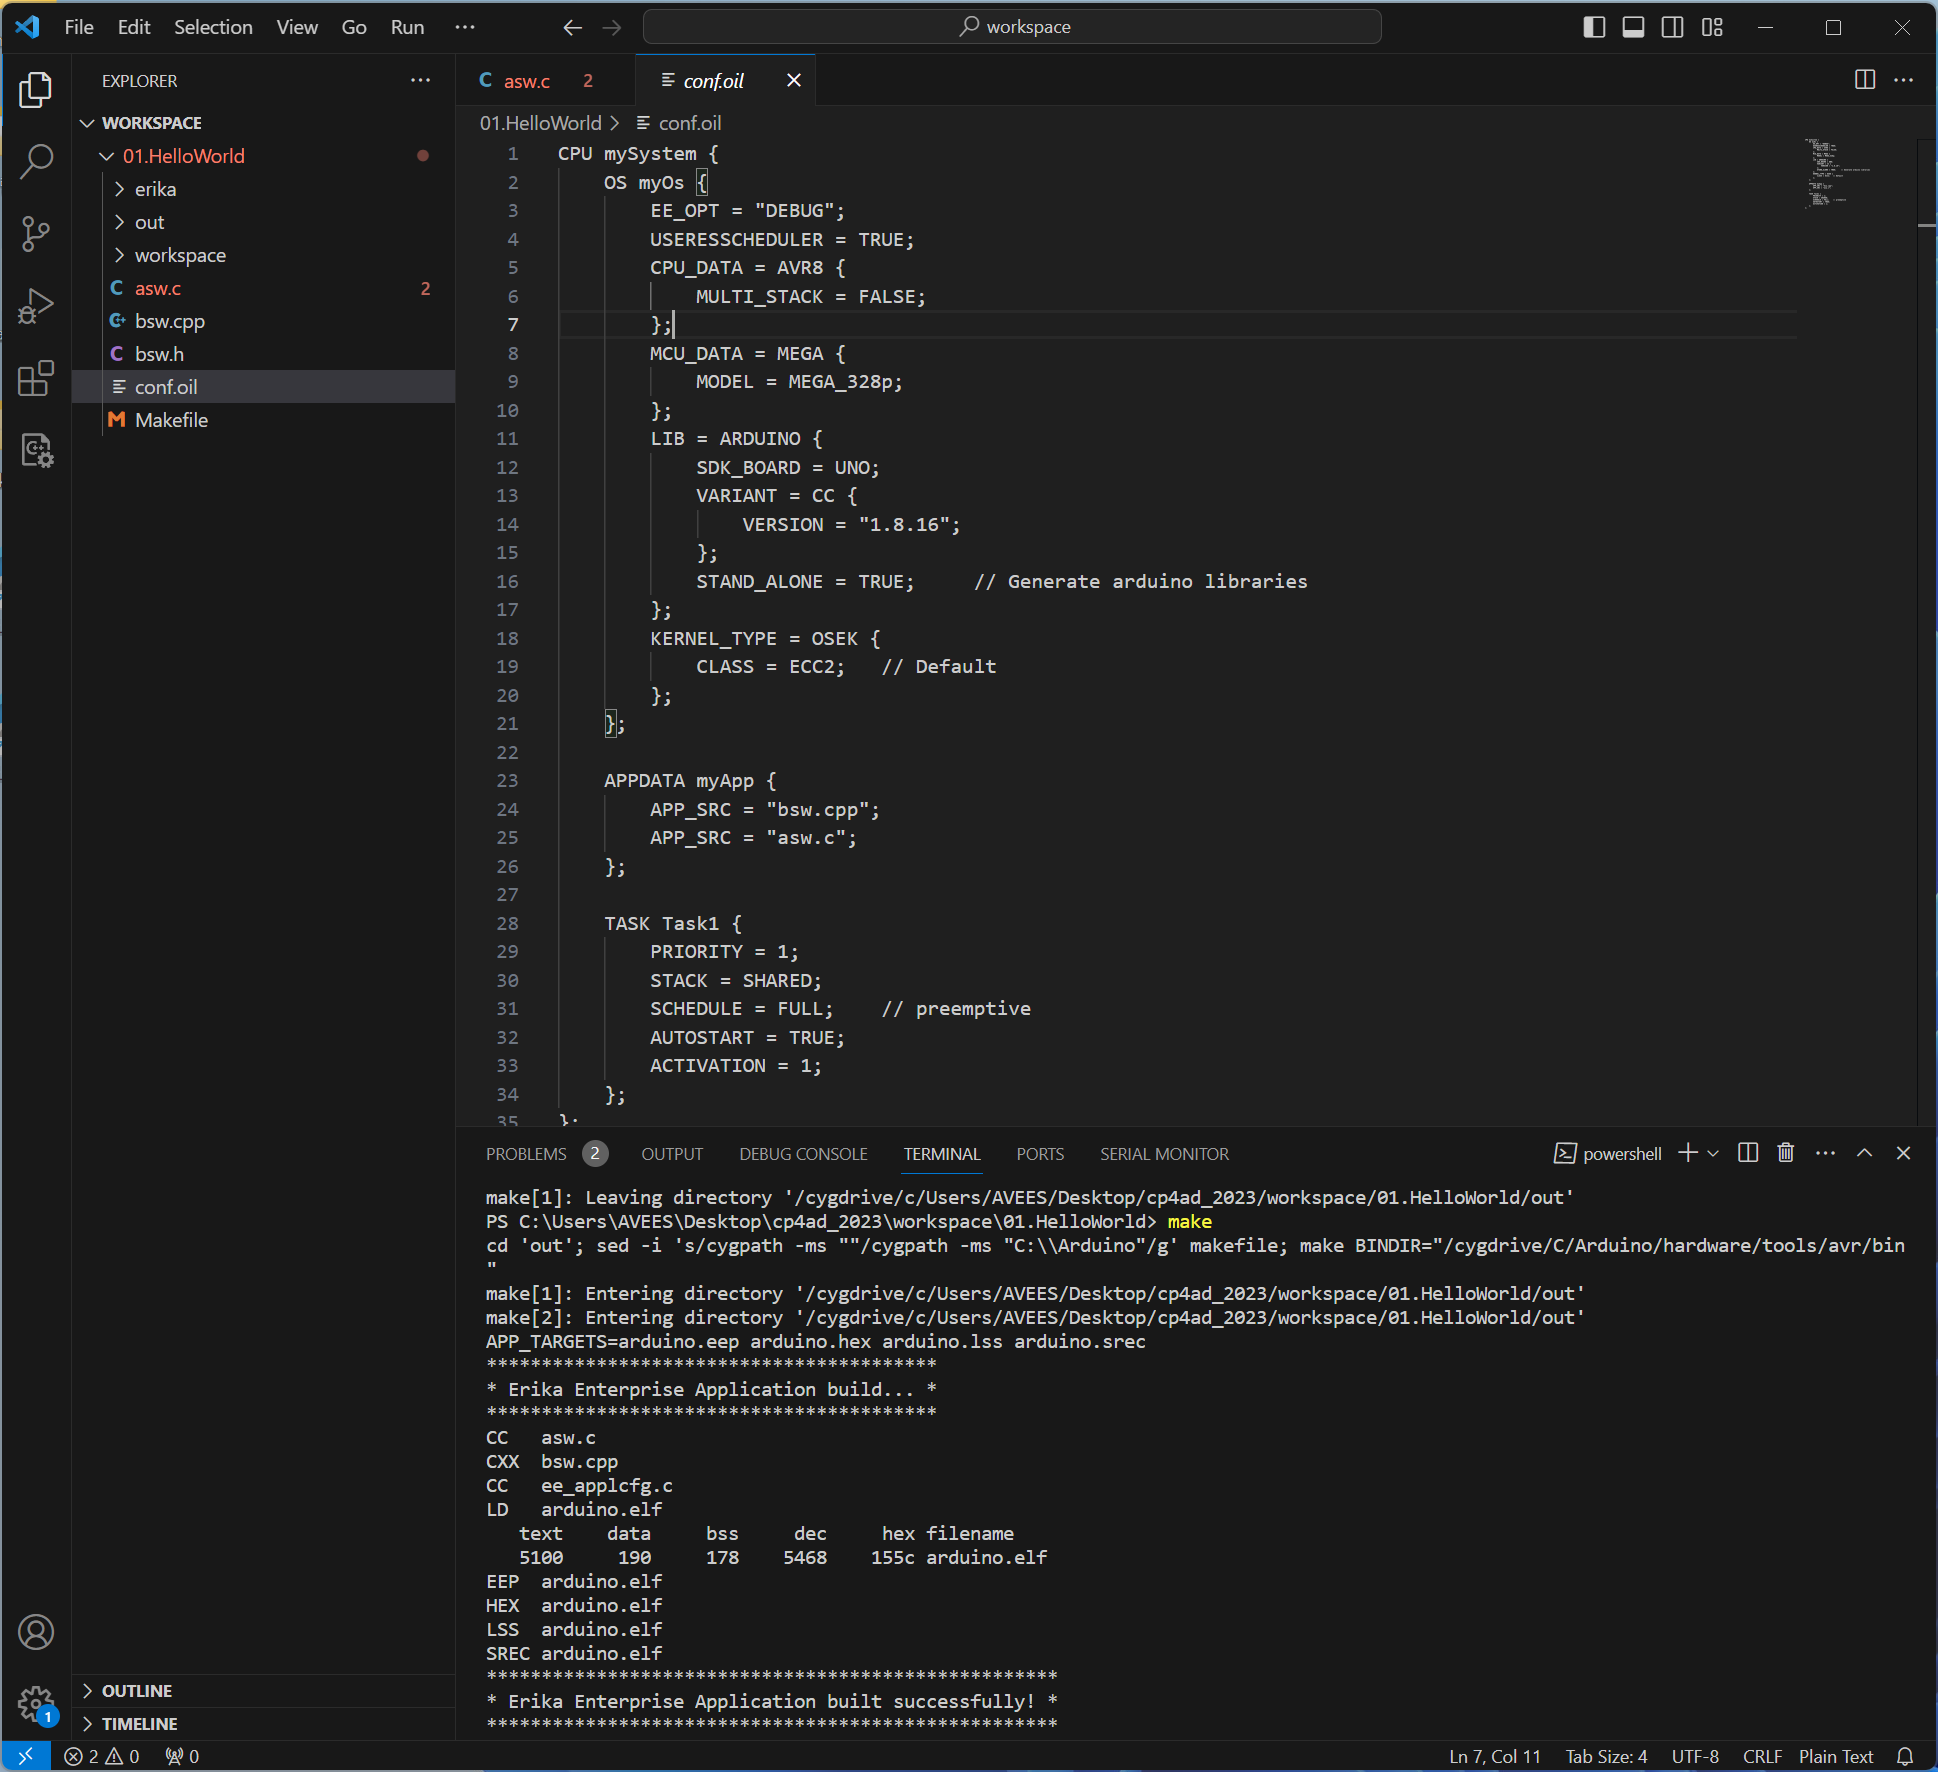 File Edit Selection View Go Run ···
workspace
EXPLORER
WORKSPACE
01.HelloWorld
erika
out
workspace
asw.c 2
bsw.cpp
bsw.h
conf.oil
Makefile
OUTLINE
TIMELINE
asw.c 2 conf.oil
01.HelloWorld > conf.oil
1 CPU mySystem {
2 OS myOs {
3 EE_OPT = "DEBUG";
4 USERESSCHEDULER = TRUE;
5 CPU_DATA = AVR8 {
6 MULTI_STACK = FALSE;
7 };
8 MCU_DATA = MEGA {
9 MODEL = MEGA_328p;
10 };
11 LIB = ARDUINO {
12 SDK_BOARD = UNO;
13 VARIANT = CC {
14 VERSION = "1.8.16";
15 };
16 STAND_ALONE = TRUE; // Generate arduino libraries
17 };
18 KERNEL_TYPE = OSEK {
19 CLASS = ECC2; // Default
20 };
21 };
22
23 APPDATA myApp {
24 APP_SRC = "bsw.cpp";
25 APP_SRC = "asw.c";
26 };
27
28 TASK Task1 {
29 PRIORITY = 1;
30 STACK = SHARED;
31 SCHEDULE = FULL; // preemptive
32 AUTOSTART = TRUE;
33 ACTIVATION = 1;
34 };
35 };
PROBLEMS 2 OUTPUT DEBUG CONSOLE TERMINAL PORTS SERIAL MONITOR powershell
make[1]: Leaving directory '/cygdrive/c/Users/AVEES/Desktop/cp4ad_2023/workspace/01.HelloWorld/out'
PS C:\Users\AVEES\Desktop\cp4ad_2023\workspace\01.HelloWorld> make
cd 'out'; sed -i 's/cygpath -ms ""/cygpath -ms "C:\\Arduino"/g' makefile; make BINDIR="/cygdrive/C/Arduino/hardware/tools/avr/bin
"
make[1]: Entering directory '/cygdrive/c/Users/AVEES/Desktop/cp4ad_2023/workspace/01.HelloWorld/out'
make[2]: Entering directory '/cygdrive/c/Users/AVEES/Desktop/cp4ad_2023/workspace/01.HelloWorld/out'
APP_TARGETS=arduino.eep arduino.hex arduino.lss arduino.srec
*****************************************
* Erika Enterprise Application build... *
*****************************************
CC asw.c
CXX bsw.cpp
CC ee_applcfg.c
LD arduino.elf
text data bss dec hex filename
5100 190 178 5468 155c arduino.elf
EEP arduino.elf
HEX arduino.elf
LSS arduino.elf
SREC arduino.elf
****************************************************
* Erika Enterprise Application built successfully! *
****************************************************
1
2 0 0 Ln 7, Col 11 Tab Size: 4 UTF-8 CRLF Plain Text